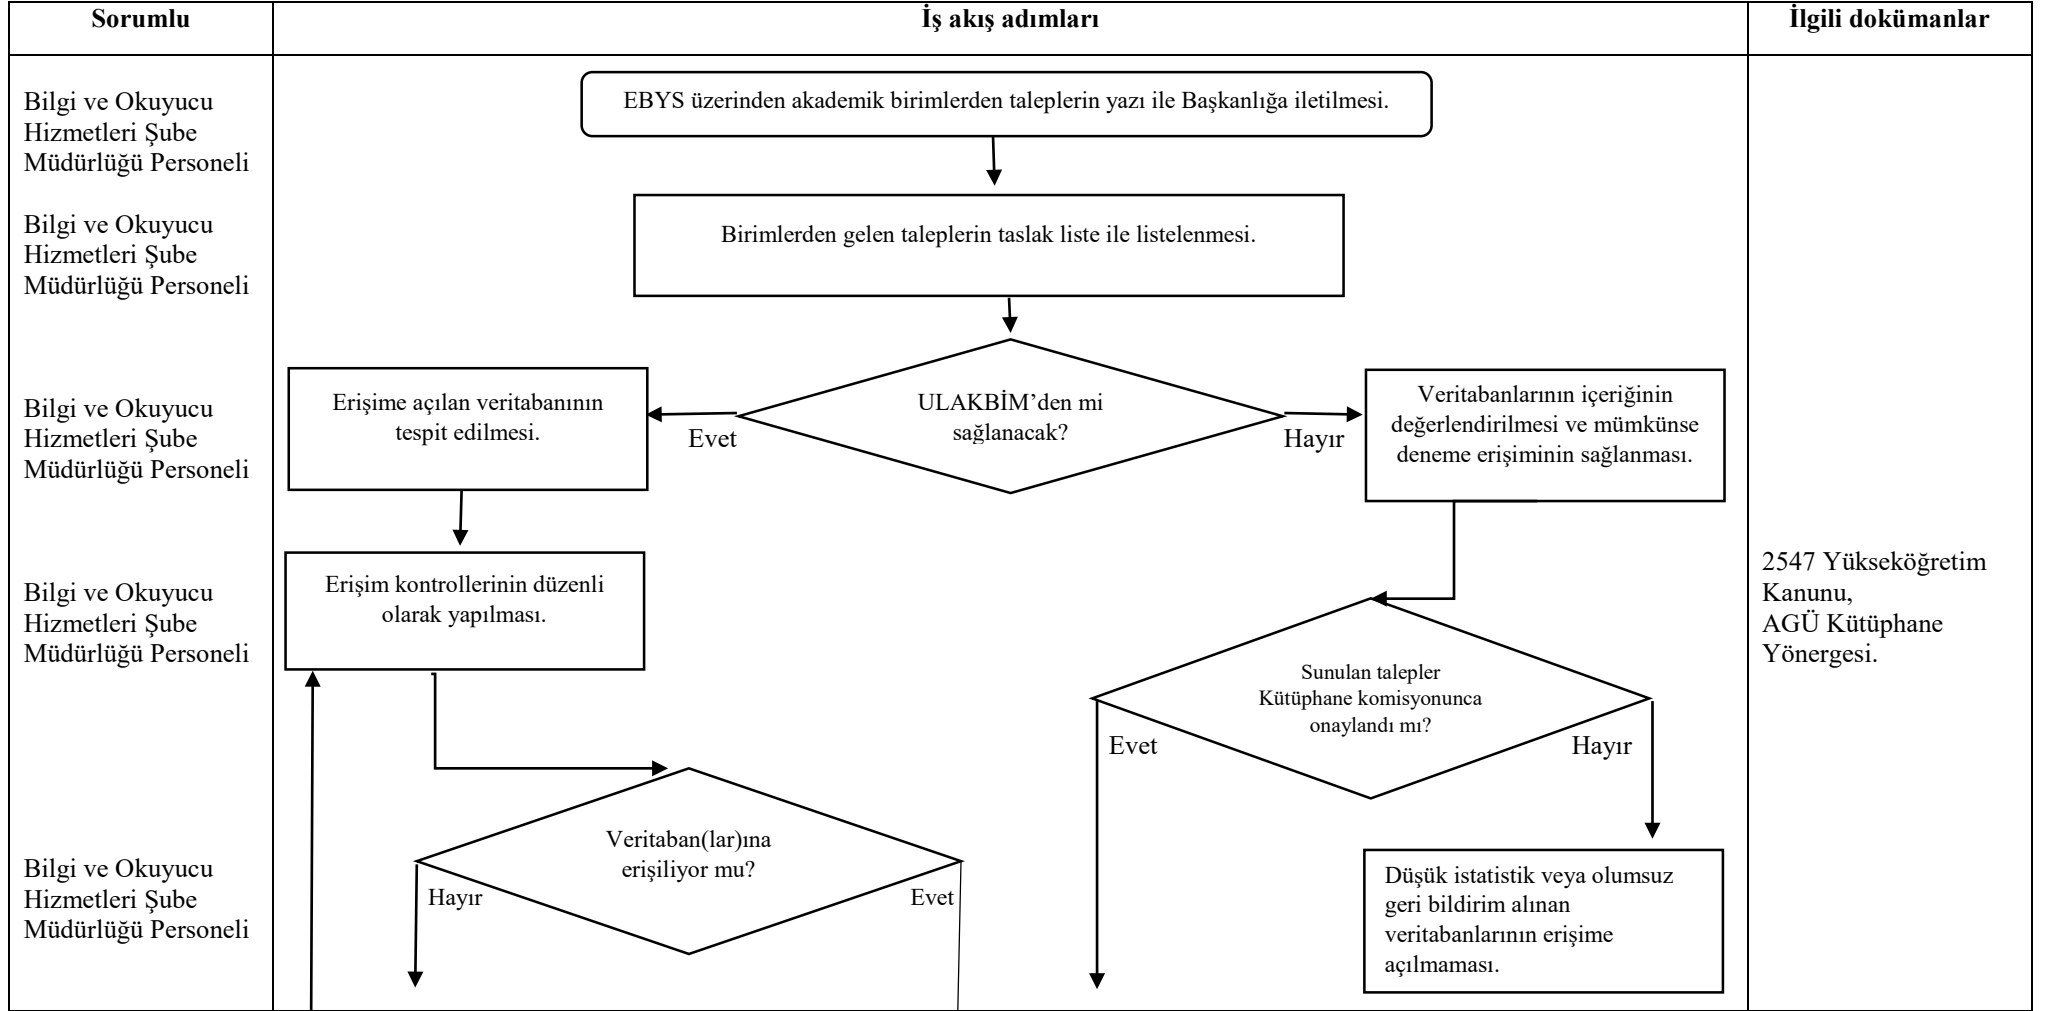 Sorumlu
İş akış adımları
İlgili dokümanlar
Bilgi ve Okuyucu
Hizmetleri Şube
Müdürlüğü Personeli
EBYS üzerinden akademik birimlerden taleplerin yazı ile Başkanlığa iletilmesi.
Bilgi ve Okuyucu
Hizmetleri Şube
Müdürlüğü Personeli
Birimlerden gelen taleplerin taslak liste ile listelenmesi.
Bilgi ve Okuyucu
Hizmetleri Şube
Müdürlüğü Personeli
Erişime açılan veritabanının
tespit edilmesi.
Evet
ULAKBİM’den mi
sağlanacak?
Hayır
Veritabanlarının içeriğinin
değerlendirilmesi ve mümkünse
deneme erişiminin sağlanması.
Bilgi ve Okuyucu
Hizmetleri Şube
Müdürlüğü Personeli
Erişim kontrollerinin düzenli
olarak yapılması.
2547 Yükseköğretim
Kanunu,
AGÜ Kütüphane
Yönergesi.
Sunulan talepler
Kütüphane komisyonunca
onaylandı mı?
Evet
Hayır
Bilgi ve Okuyucu
Hizmetleri Şube
Müdürlüğü Personeli
Veritaban(lar)ına
erişiliyor mu?
Hayır
Evet
Düşük istatistik veya olumsuz
geri bildirim alınan
veritabanlarının erişime
açılmaması.